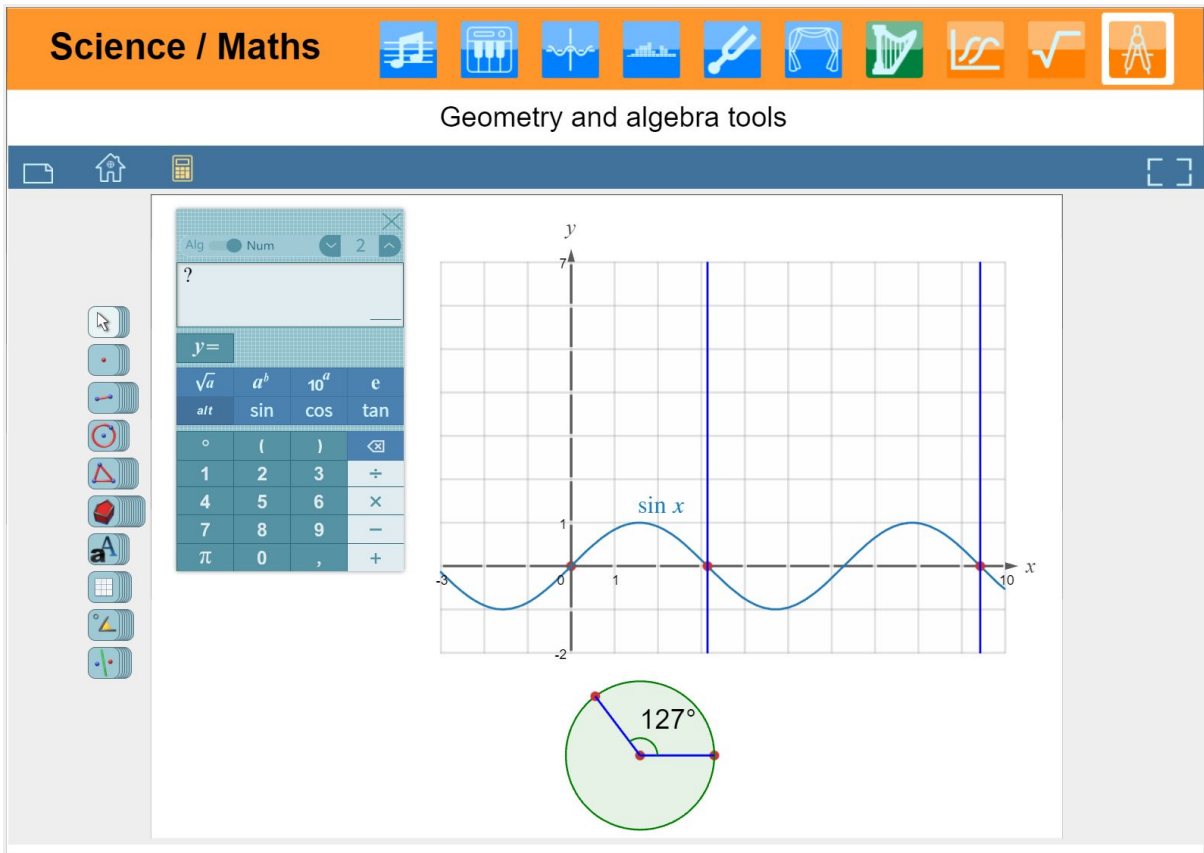 Science / Maths
Geometry and algebra tools
Alg Num 2
?
y=
√a a^b 10^a e
alt sin cos tan
° ( )
1 2 3 ÷
4 5 6 ×
7 8 9 −
π 0 , +
aA
y
7
sin x
1
-3 0 1 10 x
-2
127°